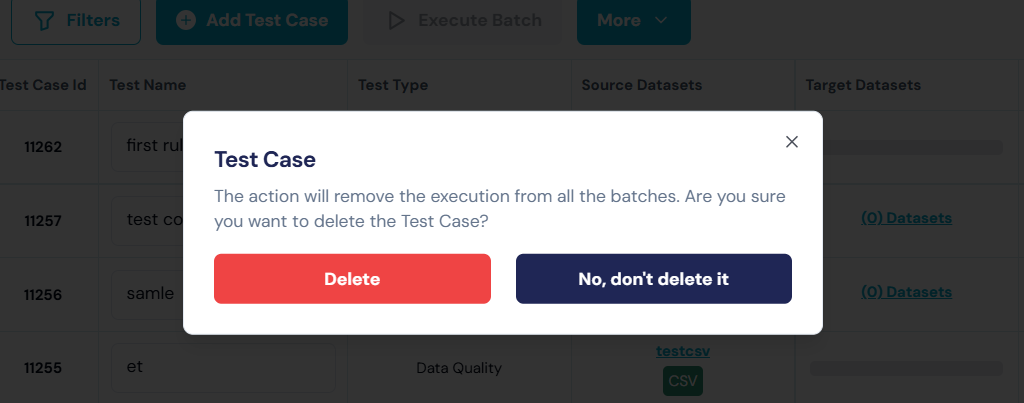 Filters
Add Test Case
Execute Batch
More
Test Case Id
Test Name
Test Type
Source Datasets
Target Datasets
11262
first rul
11257
test co
(0) Datasets
11256
samle
(0) Datasets
11255
et
Data Quality
testcsv
CSV
Test Case
The action will remove the execution from all the batches. Are you sure
you want to delete the Test Case?
Delete
No, don't delete it